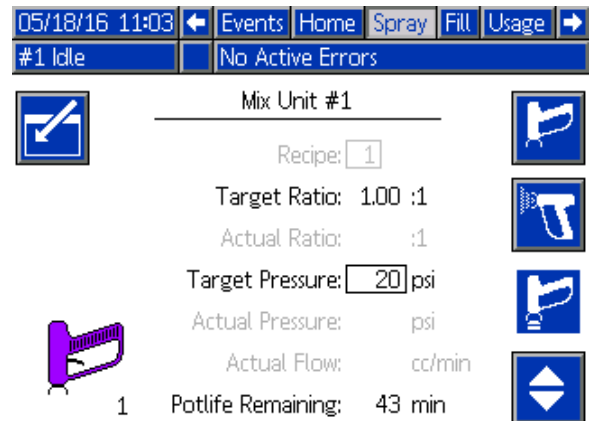 05/18/16 11:03 Events Home Spray Fill Usage
#1 Idle No Active Errors
Mix Unit #1
Recipe: 1
Target Ratio: 1.00 :1
Actual Ratio: :1
Target Pressure: 20 psi
Actual Pressure: psi
Actual Flow: cc/min
1 Potlife Remaining: 43 min